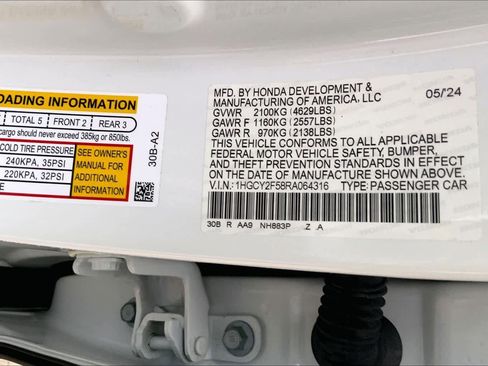 OADING INFORMATION
TOTAL 5 FRONT 2 REAR 3
cargo should never exceed 385kg or 850lbs.
COLD TIRE PRESSURE
240KPA, 35PSI
220KPA, 32PSI
SEE OWNER'S
MANUAL FOR
ADDITIONAL
INFORMATION
30B-A2
MFD. BY HONDA DEVELOPMENT & 05/24
MANUFACTURING OF AMERICA, LLC
GVWR 2100KG (4629LBS)
GAWR F 1160KG (2557LBS)
GAWR R 970KG (2138LBS)
THIS VEHICLE CONFORMS TO ALL APPLICABLE
FEDERAL MOTOR VEHICLE SAFETY, BUMPER,
AND THEFT PREVENTION STANDARDS IN EFFECT
ON THE DATE OF MANUFACTURE SHOWN ABOVE.
V.I.N.: 1HGCY2F58RA064316 TYPE: PASSENGER CAR
30B R AA9 NH883P Z A